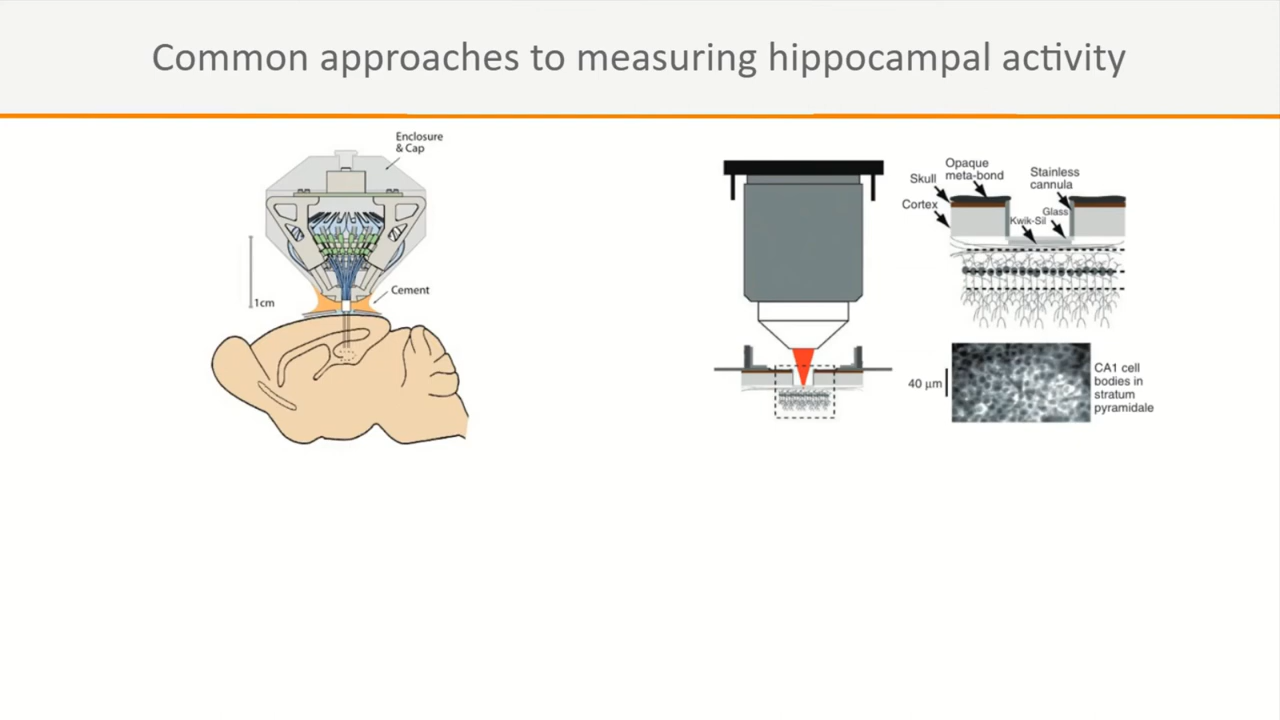 Common approaches to measuring hippocampal activity
Enclosure
& Cap
1cm
Cement
Opaque
meta-bond
Skull
Stainless
cannula
Cortex
Glass
Kwik-Sil
40 µm
CA1 cell
bodies in
stratum
pyramidale